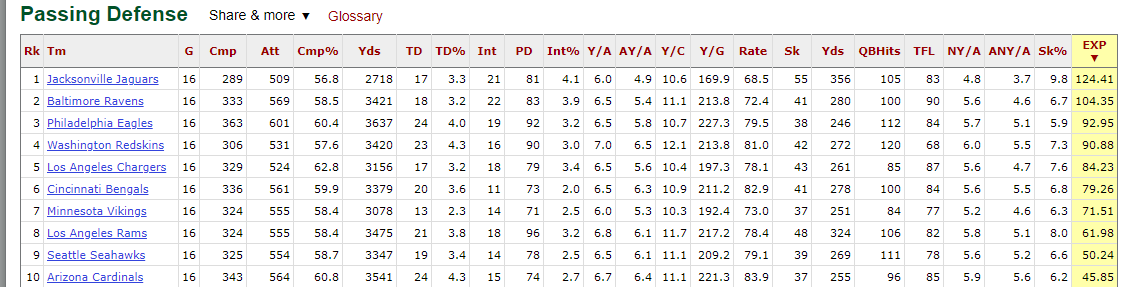 Passing Defense Share & more ▼ Glossary
Rk Tm G Cmp Att Cmp% Yds TD TD% Int PD Int% Y/A AY/A Y/C Y/G Rate Sk Yds QBHits TFL NY/A ANY/A Sk% EXP ▼
1 Jacksonville Jaguars 16 289 509 56.8 2718 17 3.3 21 81 4.1 6.0 4.9 10.6 169.9 68.5 55 356 105 83 4.8 3.7 9.8 124.41
2 Baltimore Ravens 16 333 569 58.5 3421 18 3.2 22 83 3.9 6.5 5.4 11.1 213.8 72.4 41 280 100 90 5.6 4.6 6.7 104.35
3 Philadelphia Eagles 16 363 601 60.4 3637 24 4.0 19 92 3.2 6.5 5.8 10.7 227.3 79.5 38 246 112 84 5.7 5.1 5.9 92.95
4 Washington Redskins 16 306 531 57.6 3420 23 4.3 16 90 3.0 7.0 6.5 12.1 213.8 81.0 42 272 120 68 6.0 5.5 7.3 90.88
5 Los Angeles Chargers 16 329 524 62.8 3156 17 3.2 18 79 3.4 6.5 5.6 10.4 197.3 78.1 43 261 85 87 5.6 4.7 7.6 84.23
6 Cincinnati Bengals 16 336 561 59.9 3379 20 3.6 11 73 2.0 6.5 6.3 10.9 211.2 82.9 41 278 100 84 5.6 5.5 6.8 79.26
7 Minnesota Vikings 16 324 555 58.4 3078 13 2.3 14 71 2.5 6.0 5.3 10.3 192.4 73.0 37 251 84 77 5.2 4.6 6.3 71.51
8 Los Angeles Rams 16 324 555 58.4 3475 21 3.8 18 96 3.2 6.8 6.1 11.7 217.2 78.4 48 324 106 82 5.8 5.1 8.0 61.98
9 Seattle Seahawks 16 325 554 58.7 3347 19 3.4 14 78 2.5 6.5 6.1 11.1 209.2 79.1 39 269 111 78 5.6 5.2 6.6 50.24
10 Arizona Cardinals 16 343 564 60.8 3541 24 4.3 15 74 2.7 6.7 6.4 11.1 221.3 83.9 37 255 96 85 5.9 5.6 6.2 45.85